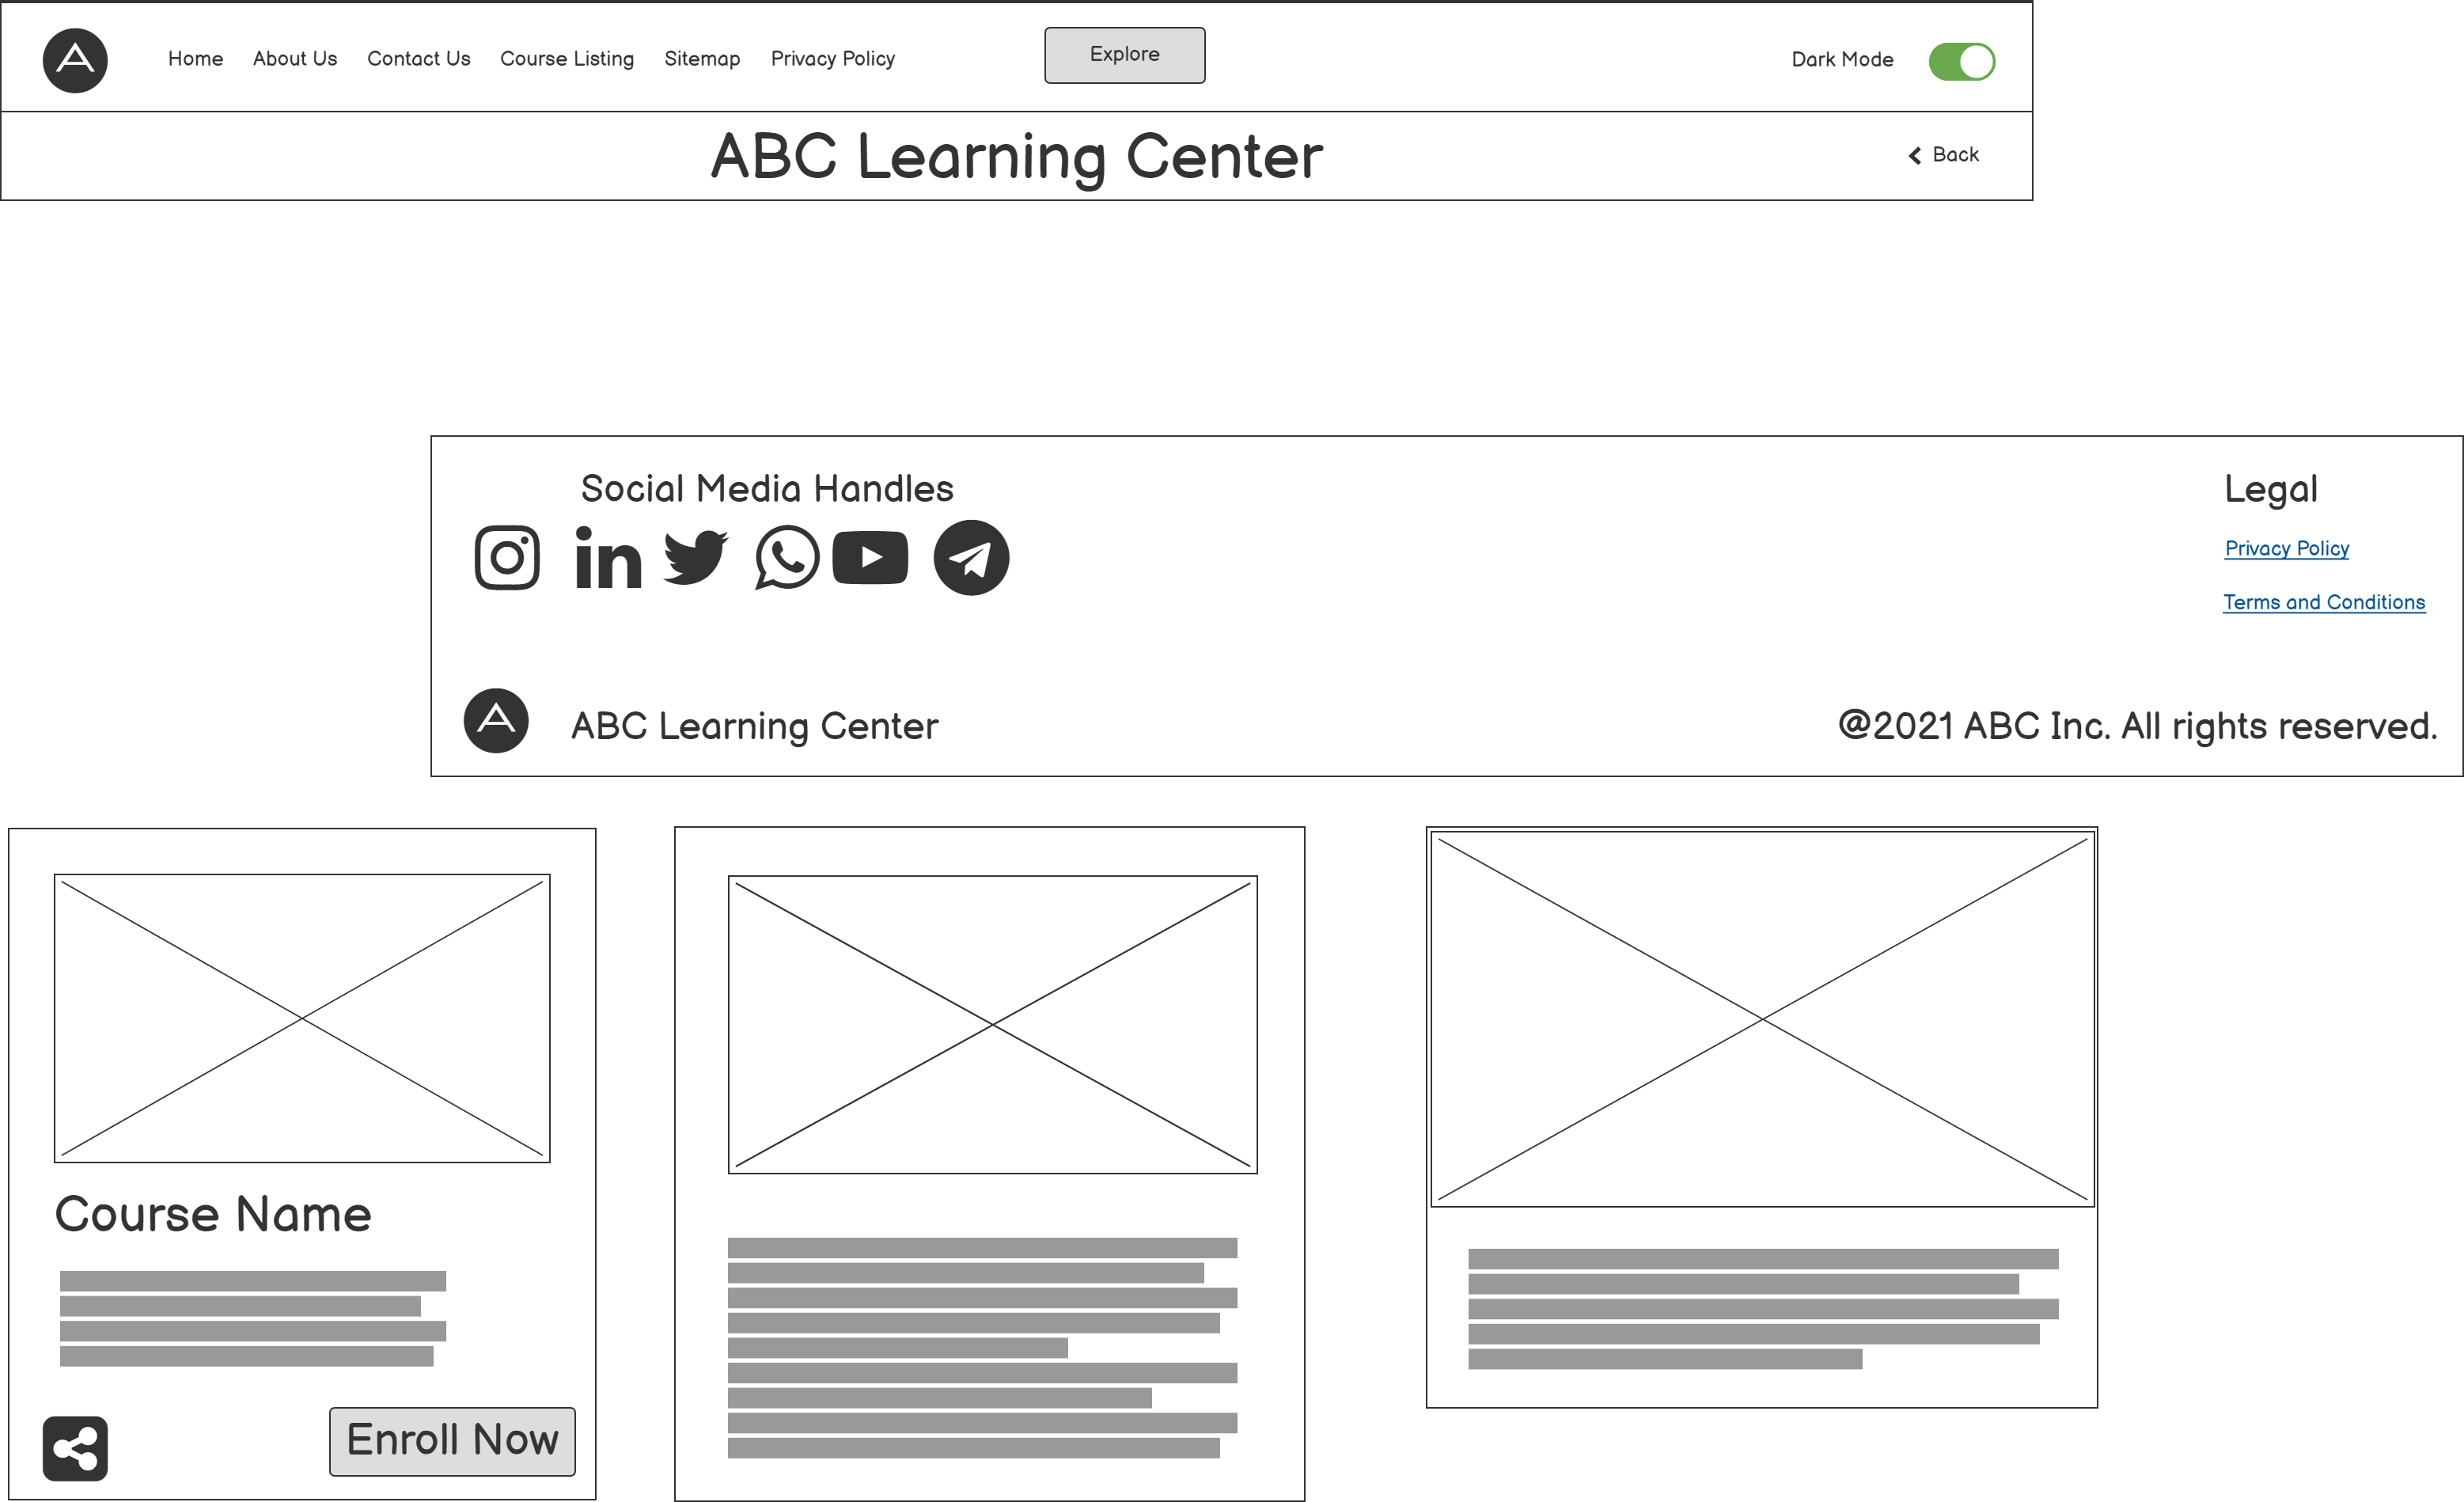 A Home About Us Contact Us Course Listing Sitemap Privacy Policy Explore Dark Mode
ABC Learning Center Back
Social Media Handles Legal
in
Privacy Policy
Terms and Conditions
A ABC Learning Center @2021 ABC Inc. All rights reserved.
Course Name
Enroll Now